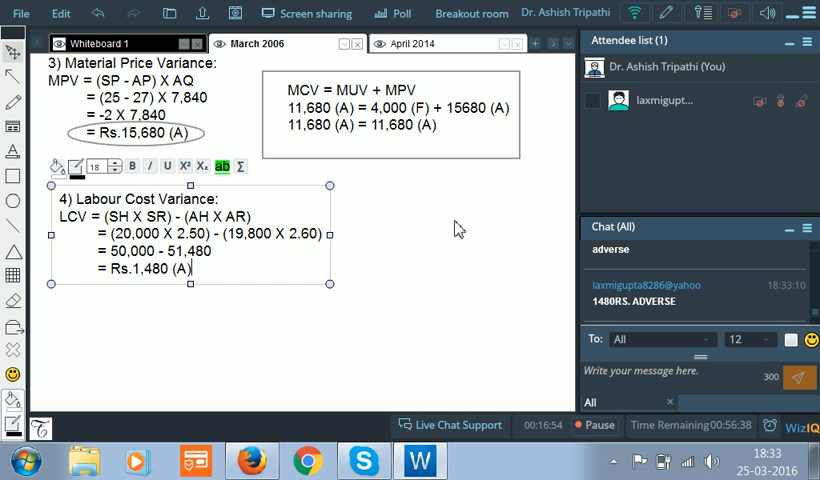 File
Edit
Screen sharing
Poll
Breakout room
Dr. Ashish Tripathi
Whiteboard 1
March 2006
April 2014
3) Material Price Variance:
MPV = (SP - AP) X AQ
= (25 - 27) X 7,840
= -2 X 7,840
= Rs.15,680 (A)
MCV = MUV + MPV
11,680 (A) = 4,000 (F) + 15680 (A)
11,680 (A) = 11,680 (A)
18
B I U X² X₂ ab Σ
4) Labour Cost Variance:
LCV = (SH X SR) - (AH X AR)
= (20,000 X 2.50) - (19,800 X 2.60)
= 50,000 - 51,480
= Rs.1,480 (A)
Attendee list (1)
Dr. Ashish Tripathi (You)
laxmigupt...
Chat (All)
adverse
laxmigupta8286@yahoo 18:33:10
1480RS. ADVERSE
To: All 12
Write your message here.
300
All
Live Chat Support
00:16:54
Pause
Time Remaining 00:56:38
WizIQ
18:33
25-03-2016